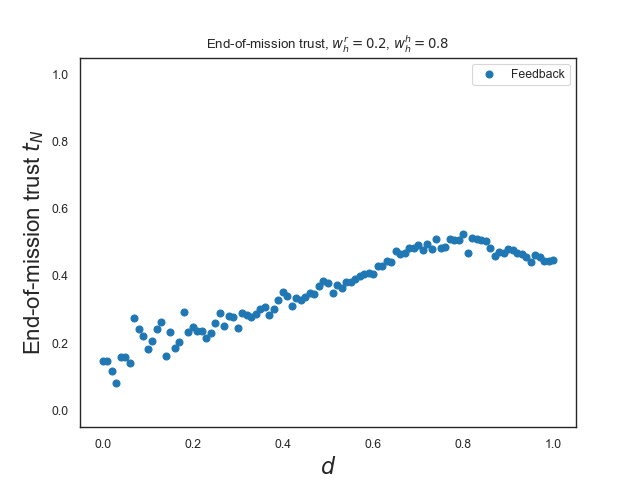 End-of-mission trust, $w_h^r = 0.2$, $w_h^h = 0.8$
Feedback
End-of-mission trust $t_N$
1.0
0.8
0.6
0.4
0.2
0.0
0.0 0.2 0.4 0.6 0.8 1.0
$d$